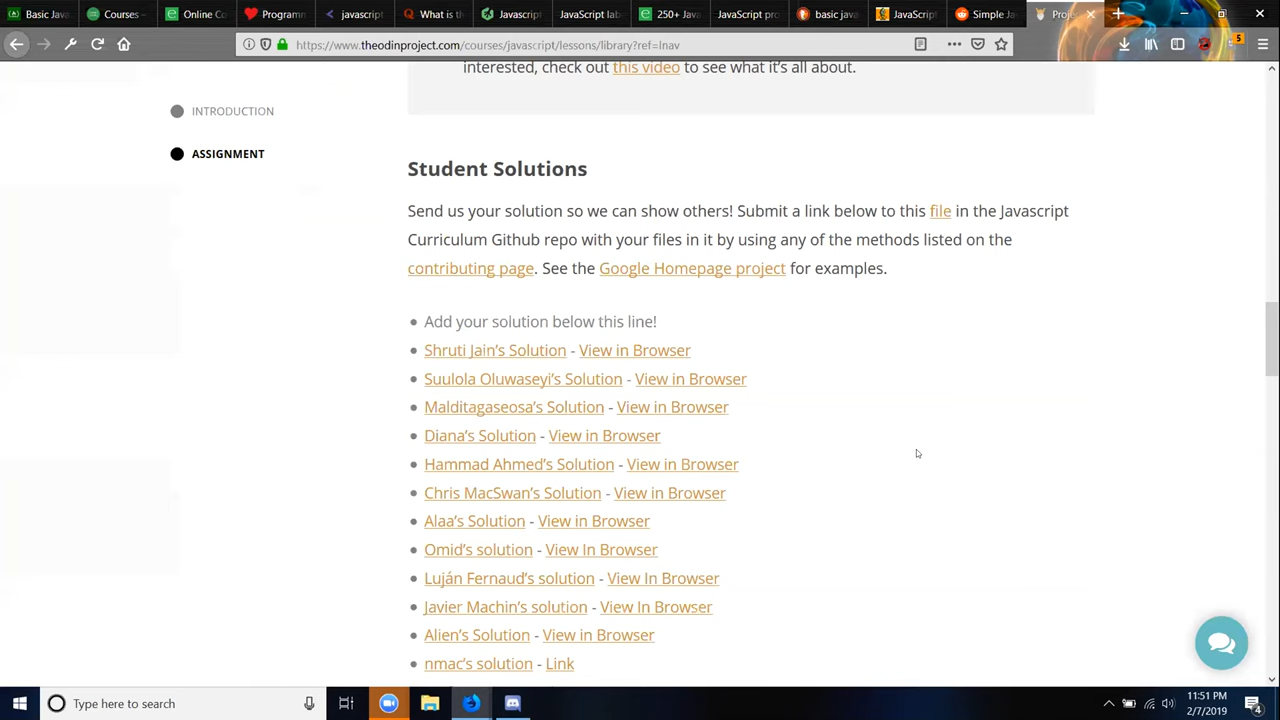 Basic Java
Courses –
Online Co
Programm
javascript
What is the
Javascript
JavaScript lab
250+ Java
JavaScript pro
basic java
JavaScript
Simple Ja
Proje
https://www.theodinproject.com/courses/javascript/lessons/library?ref=lnav
5
interested, check out this video to see what it's all about.
INTRODUCTION
ASSIGNMENT
Student Solutions
Send us your solution so we can show others! Submit a link below to this file in the Javascript
Curriculum Github repo with your files in it by using any of the methods listed on the
contributing page. See the Google Homepage project for examples.
Add your solution below this line!
Shruti Jain's Solution - View in Browser
Suulola Oluwaseyi's Solution - View in Browser
Malditagaseosa's Solution - View in Browser
Diana's Solution - View in Browser
Hammad Ahmed's Solution - View in Browser
Chris MacSwan's Solution - View in Browser
Alaa's Solution - View in Browser
Omid's solution - View In Browser
Luján Fernaud's solution - View In Browser
Javier Machin's solution - View In Browser
Alien's Solution - View in Browser
nmac's solution - Link
Type here to search
11:51 PM
2/7/2019
4